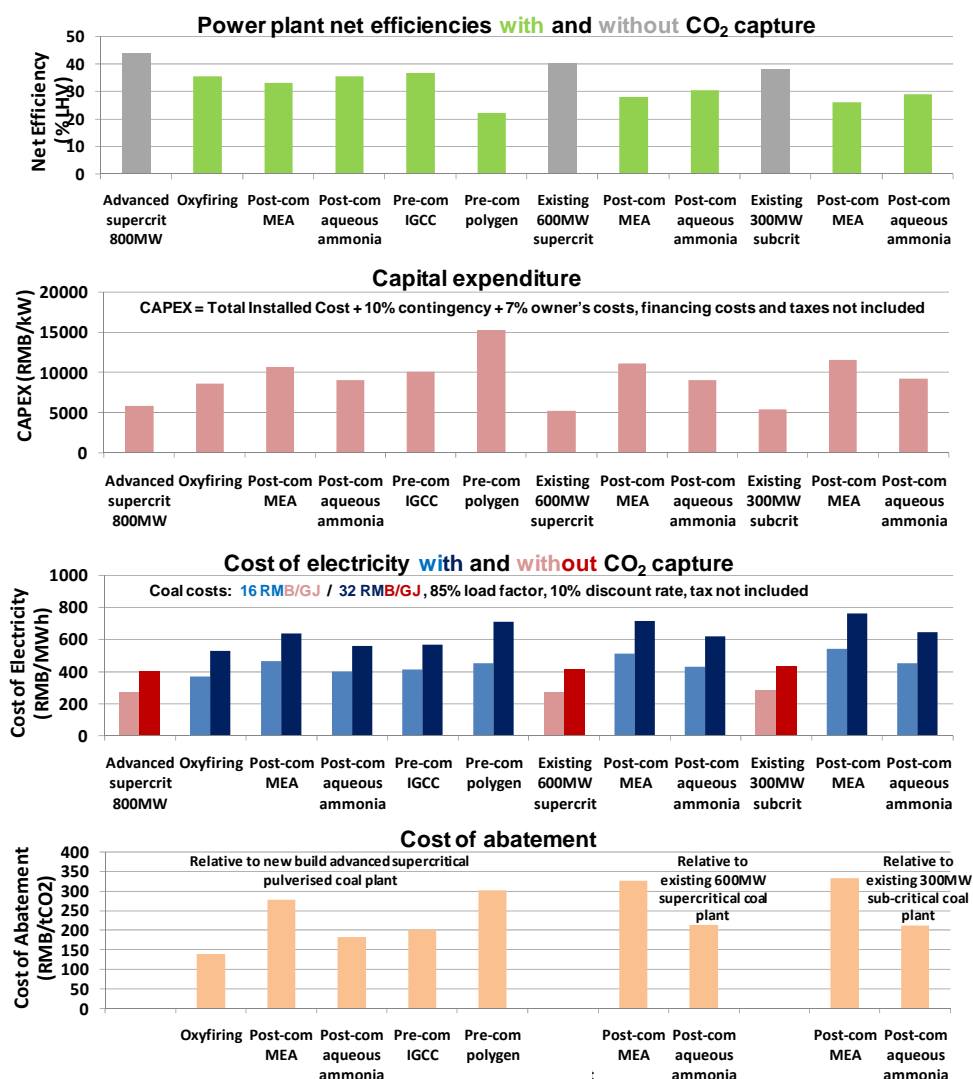 Power plant net efficiencies with and without CO₂ capture
Net Efficiency
(% LHV)
50
40
30
20
10
0
Advanced supercrit 800MW
Oxyfiring
Post-com MEA
Post-com aqueous ammonia
Pre-com IGCC
Pre-com polygen
Existing 600MW supercrit
Post-com MEA
Post-com aqueous ammonia
Existing 300MW subcrit
Post-com MEA
Post-com aqueous ammonia
Capital expenditure
CAPEX = Total Installed Cost + 10% contingency + 7% owner's costs, financing costs and taxes not included
CAPEX (RMB/kW)
20000
15000
10000
5000
0
Advanced supercrit 800MW
Oxyfiring
Post-com MEA
Post-com aqueous ammonia
Pre-com IGCC
Pre-com polygen
Existing 600MW supercrit
Post-com MEA
Post-com aqueous ammonia
Existing 300MW subcrit
Post-com MEA
Post-com aqueous ammonia
Cost of electricity with and without CO₂ capture
Coal costs: 16 RMB/GJ / 32 RMB/GJ, 85% load factor, 10% discount rate, tax not included
Cost of Electricity
(RMB/MWh)
1000
800
600
400
200
0
Advanced supercrit 800MW
Oxyfiring
Post-com MEA
Post-com aqueous ammonia
Pre-com IGCC
Pre-com polygen
Existing 600MW supercrit
Post-com MEA
Post-com aqueous ammonia
Existing 300MW subcrit
Post-com MEA
Post-com aqueous ammonia
Cost of abatement
Relative to new build advanced supercritical
pulverised coal plant
Relative to
existing 600MW
supercritical coal
plant
Relative to
existing 300MW
sub-critical coal
plant
Cost of Abatement
(RMB/tCO2)
400
350
300
250
200
150
100
50
0
Oxyfiring
Post-com MEA
Post-com aqueous ammonia
Pre-com IGCC
Pre-com polygen
:
Post-com MEA
Post-com aqueous ammonia
Post-com MEA
Post-com aqueous ammonia